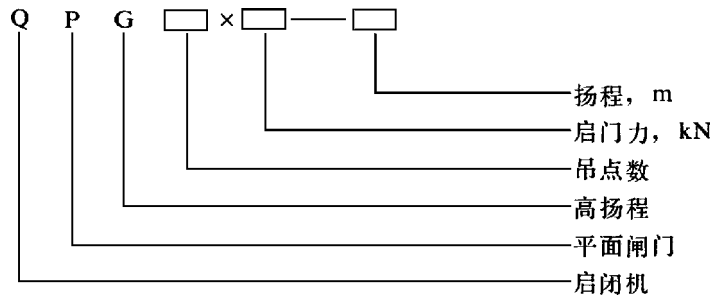 Q P G □ × □ — □
扬程，m
启门力，kN
吊点数
高扬程
平面闸门
启闭机